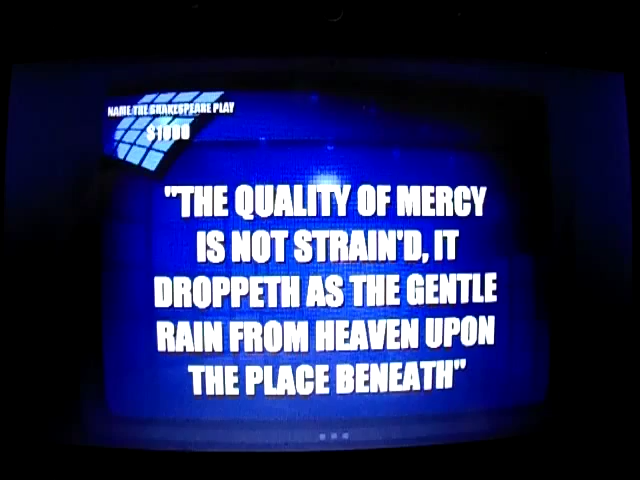 NAME THE SHAKESPEARE PLAY
$1000
"THE QUALITY OF MERCY
IS NOT STRAIN'D, IT
DROPPETH AS THE GENTLE
RAIN FROM HEAVEN UPON
THE PLACE BENEATH"